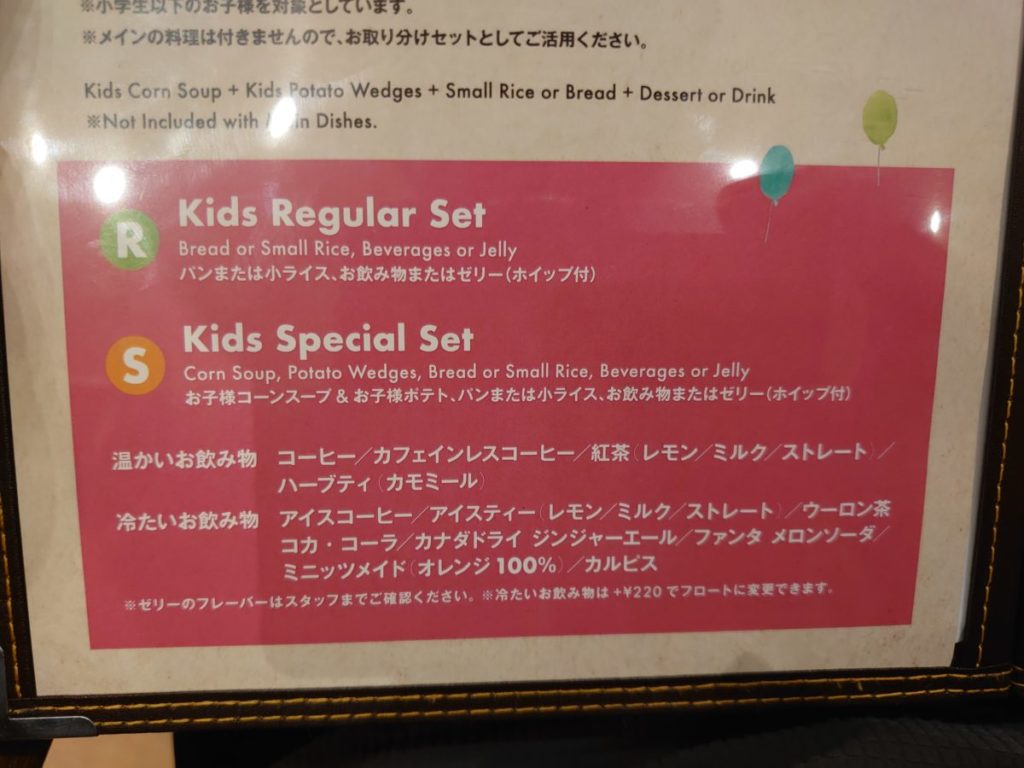 ※小学生以下のお子様を対象としています。
※メインの料理は付きませんので、お取り分けセットとしてご活用ください。
Kids Corn Soup + Kids Potato Wedges + Small Rice or Bread + Dessert or Drink
※Not Included with Main Dishes.
R
Kids Regular Set
Bread or Small Rice, Beverages or Jelly
パンまたは小ライス、お飲み物またはゼリー（ホイップ付）
S
Kids Special Set
Corn Soup, Potato Wedges, Bread or Small Rice, Beverages or Jelly
お子様コーンスープ & お子様ポテト、パンまたは小ライス、お飲み物またはゼリー（ホイップ付）
温かいお飲み物 コーヒー／カフェインレスコーヒー／紅茶（レモン／ミルク／ストレート）／
ハーブティ（カモミール）
冷たいお飲み物 アイスコーヒー／アイスティー（レモン／ミルク／ストレート）／ウーロン茶
コカ・コーラ／カナダドライ ジンジャーエール／ファンタ メロンソーダ／
ミニッツメイド（オレンジ100%）／カルピス
※ゼリーのフレーバーはスタッフまでご確認ください。※冷たいお飲み物は +¥220 でフロートに変更できます。